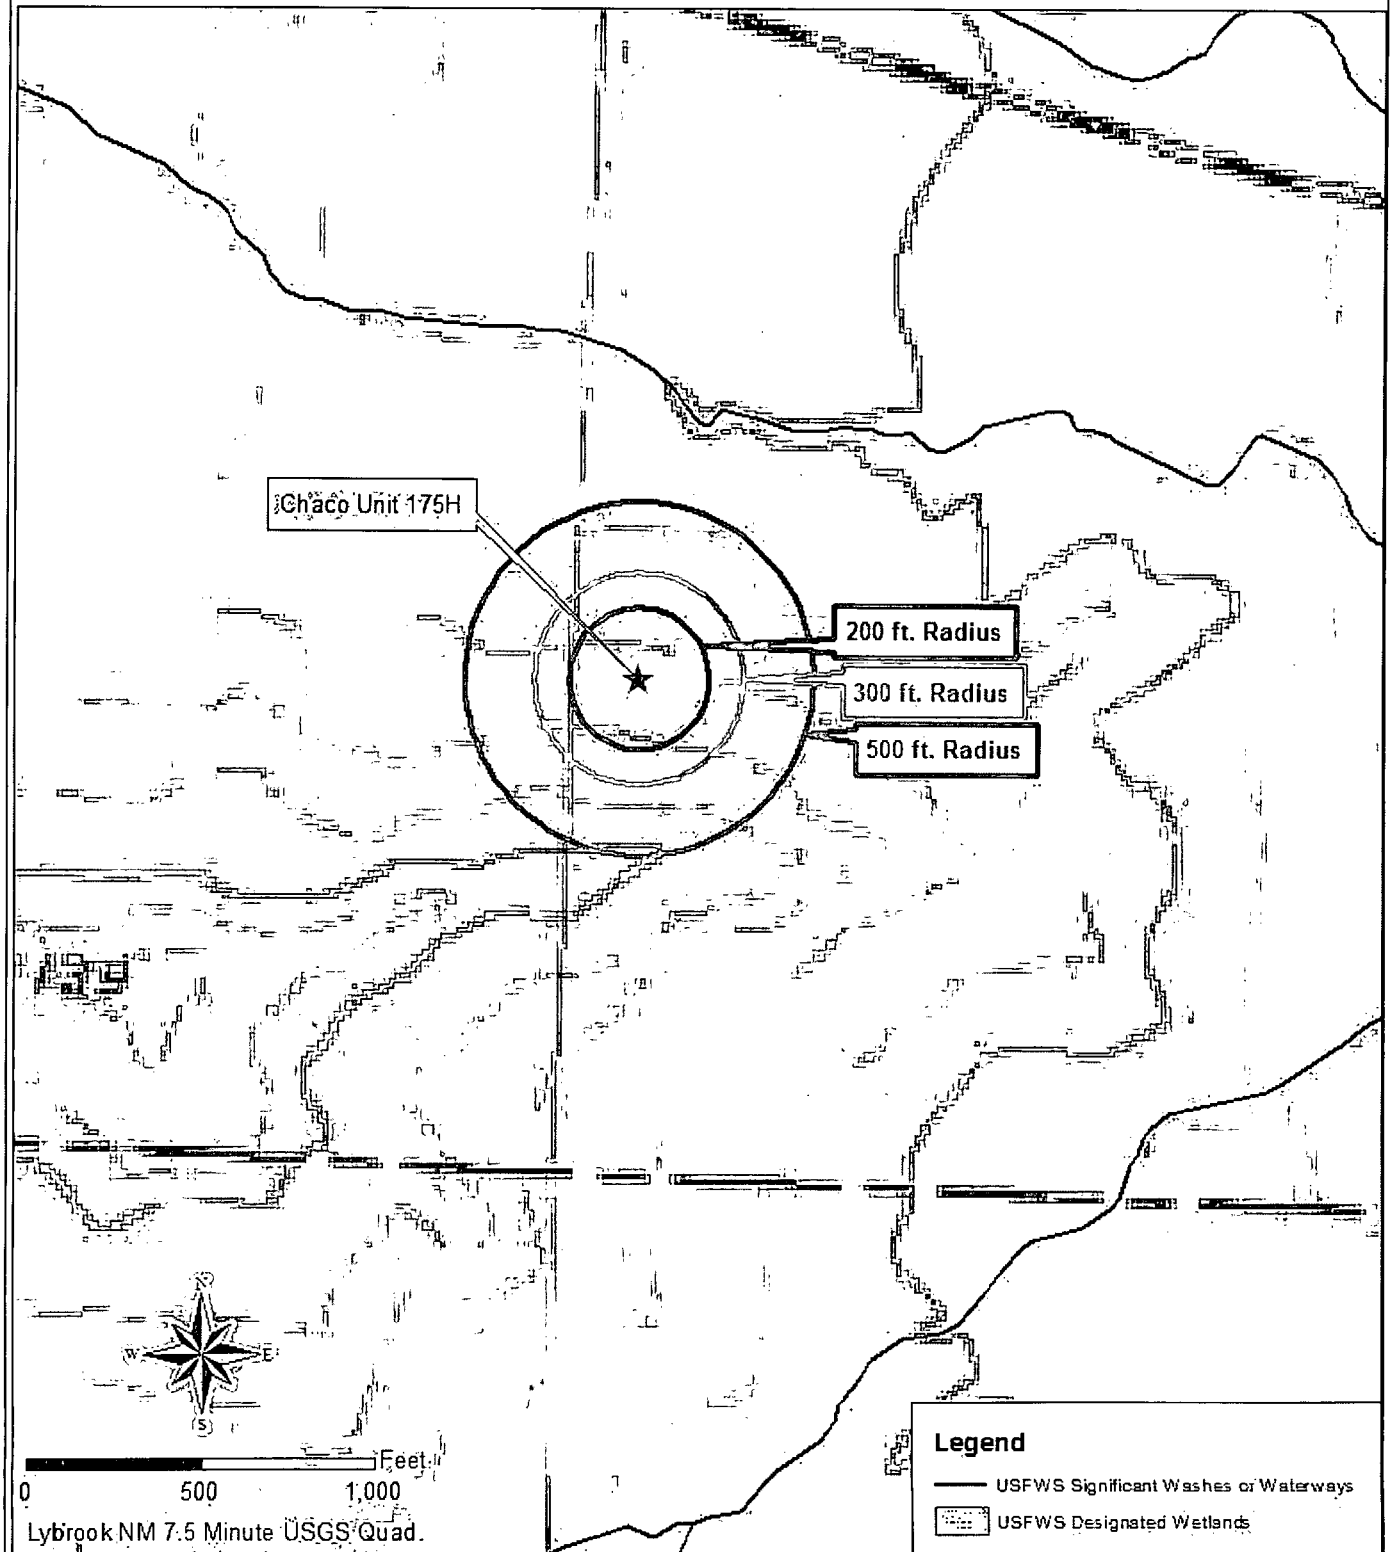 Chaco Unit 175H
200 ft. Radius
300 ft. Radius
500 ft. Radius
N
W E
S
Feet
0 500 1,000
Lybrook NM 7.5 Minute USGS Quad.
Legend
USFWS Significant Washes or Waterways
USFWS Designated Wetlands